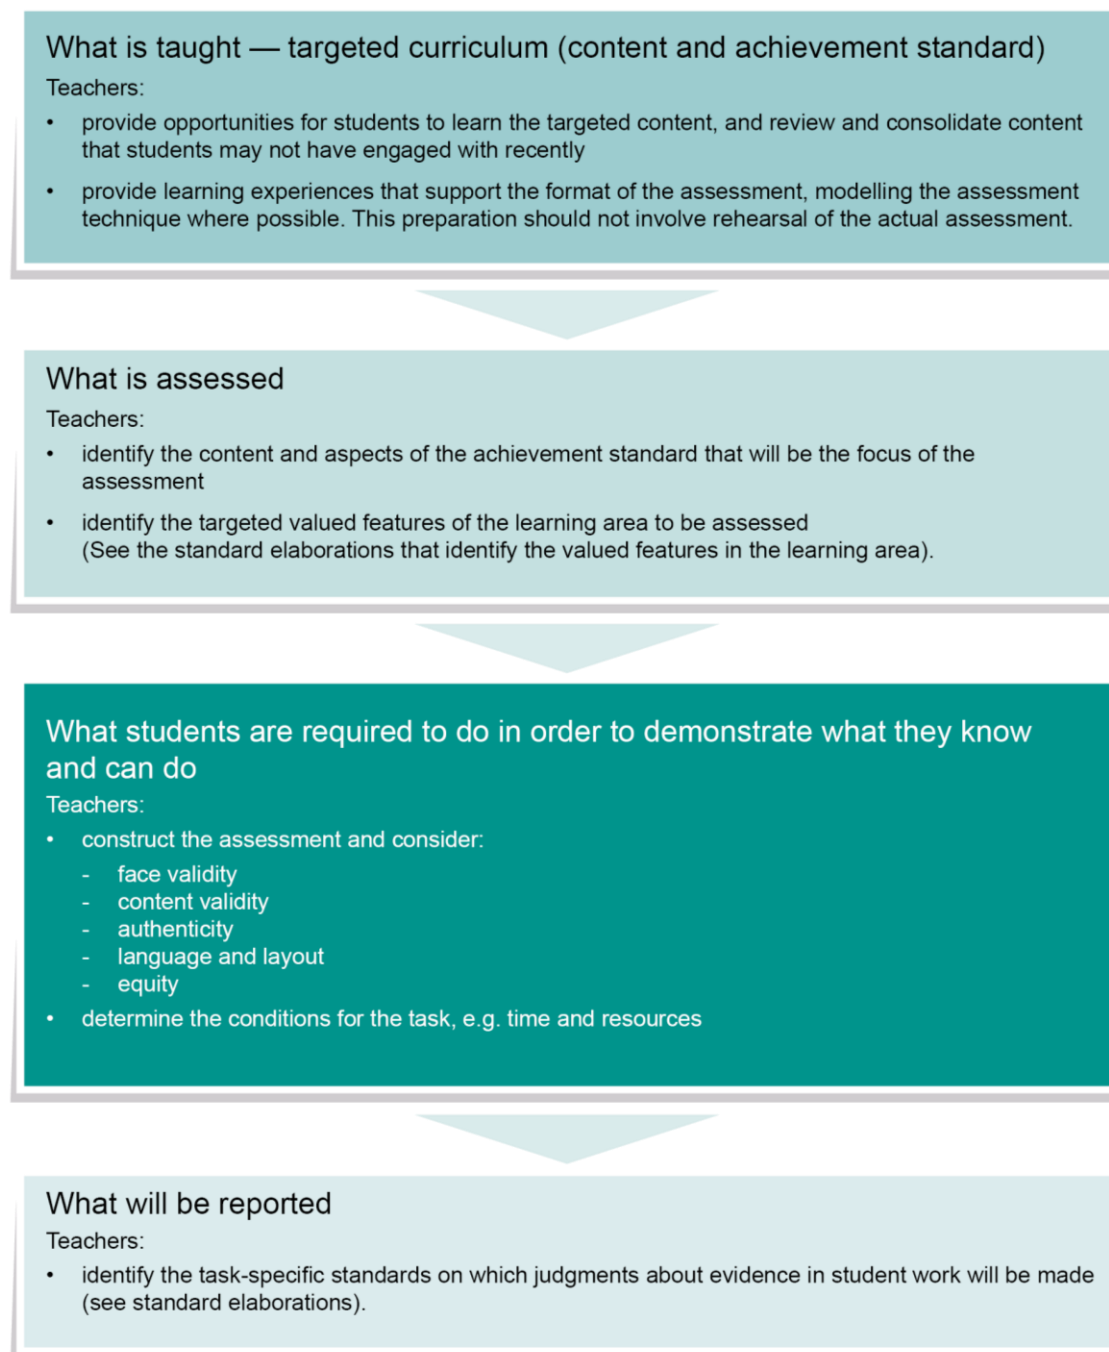 What is taught — targeted curriculum (content and achievement standard)
Teachers:
• provide opportunities for students to learn the targeted content, and review and consolidate content
that students may not have engaged with recently
• provide learning experiences that support the format of the assessment, modelling the assessment
technique where possible. This preparation should not involve rehearsal of the actual assessment.
What is assessed
Teachers:
• identify the content and aspects of the achievement standard that will be the focus of the
assessment
• identify the targeted valued features of the learning area to be assessed
(See the standard elaborations that identify the valued features in the learning area).
What students are required to do in order to demonstrate what they know
and can do
Teachers:
• construct the assessment and consider:
- face validity
- content validity
- authenticity
- language and layout
- equity
• determine the conditions for the task, e.g. time and resources
What will be reported
Teachers:
• identify the task-specific standards on which judgments about evidence in student work will be made
(see standard elaborations).